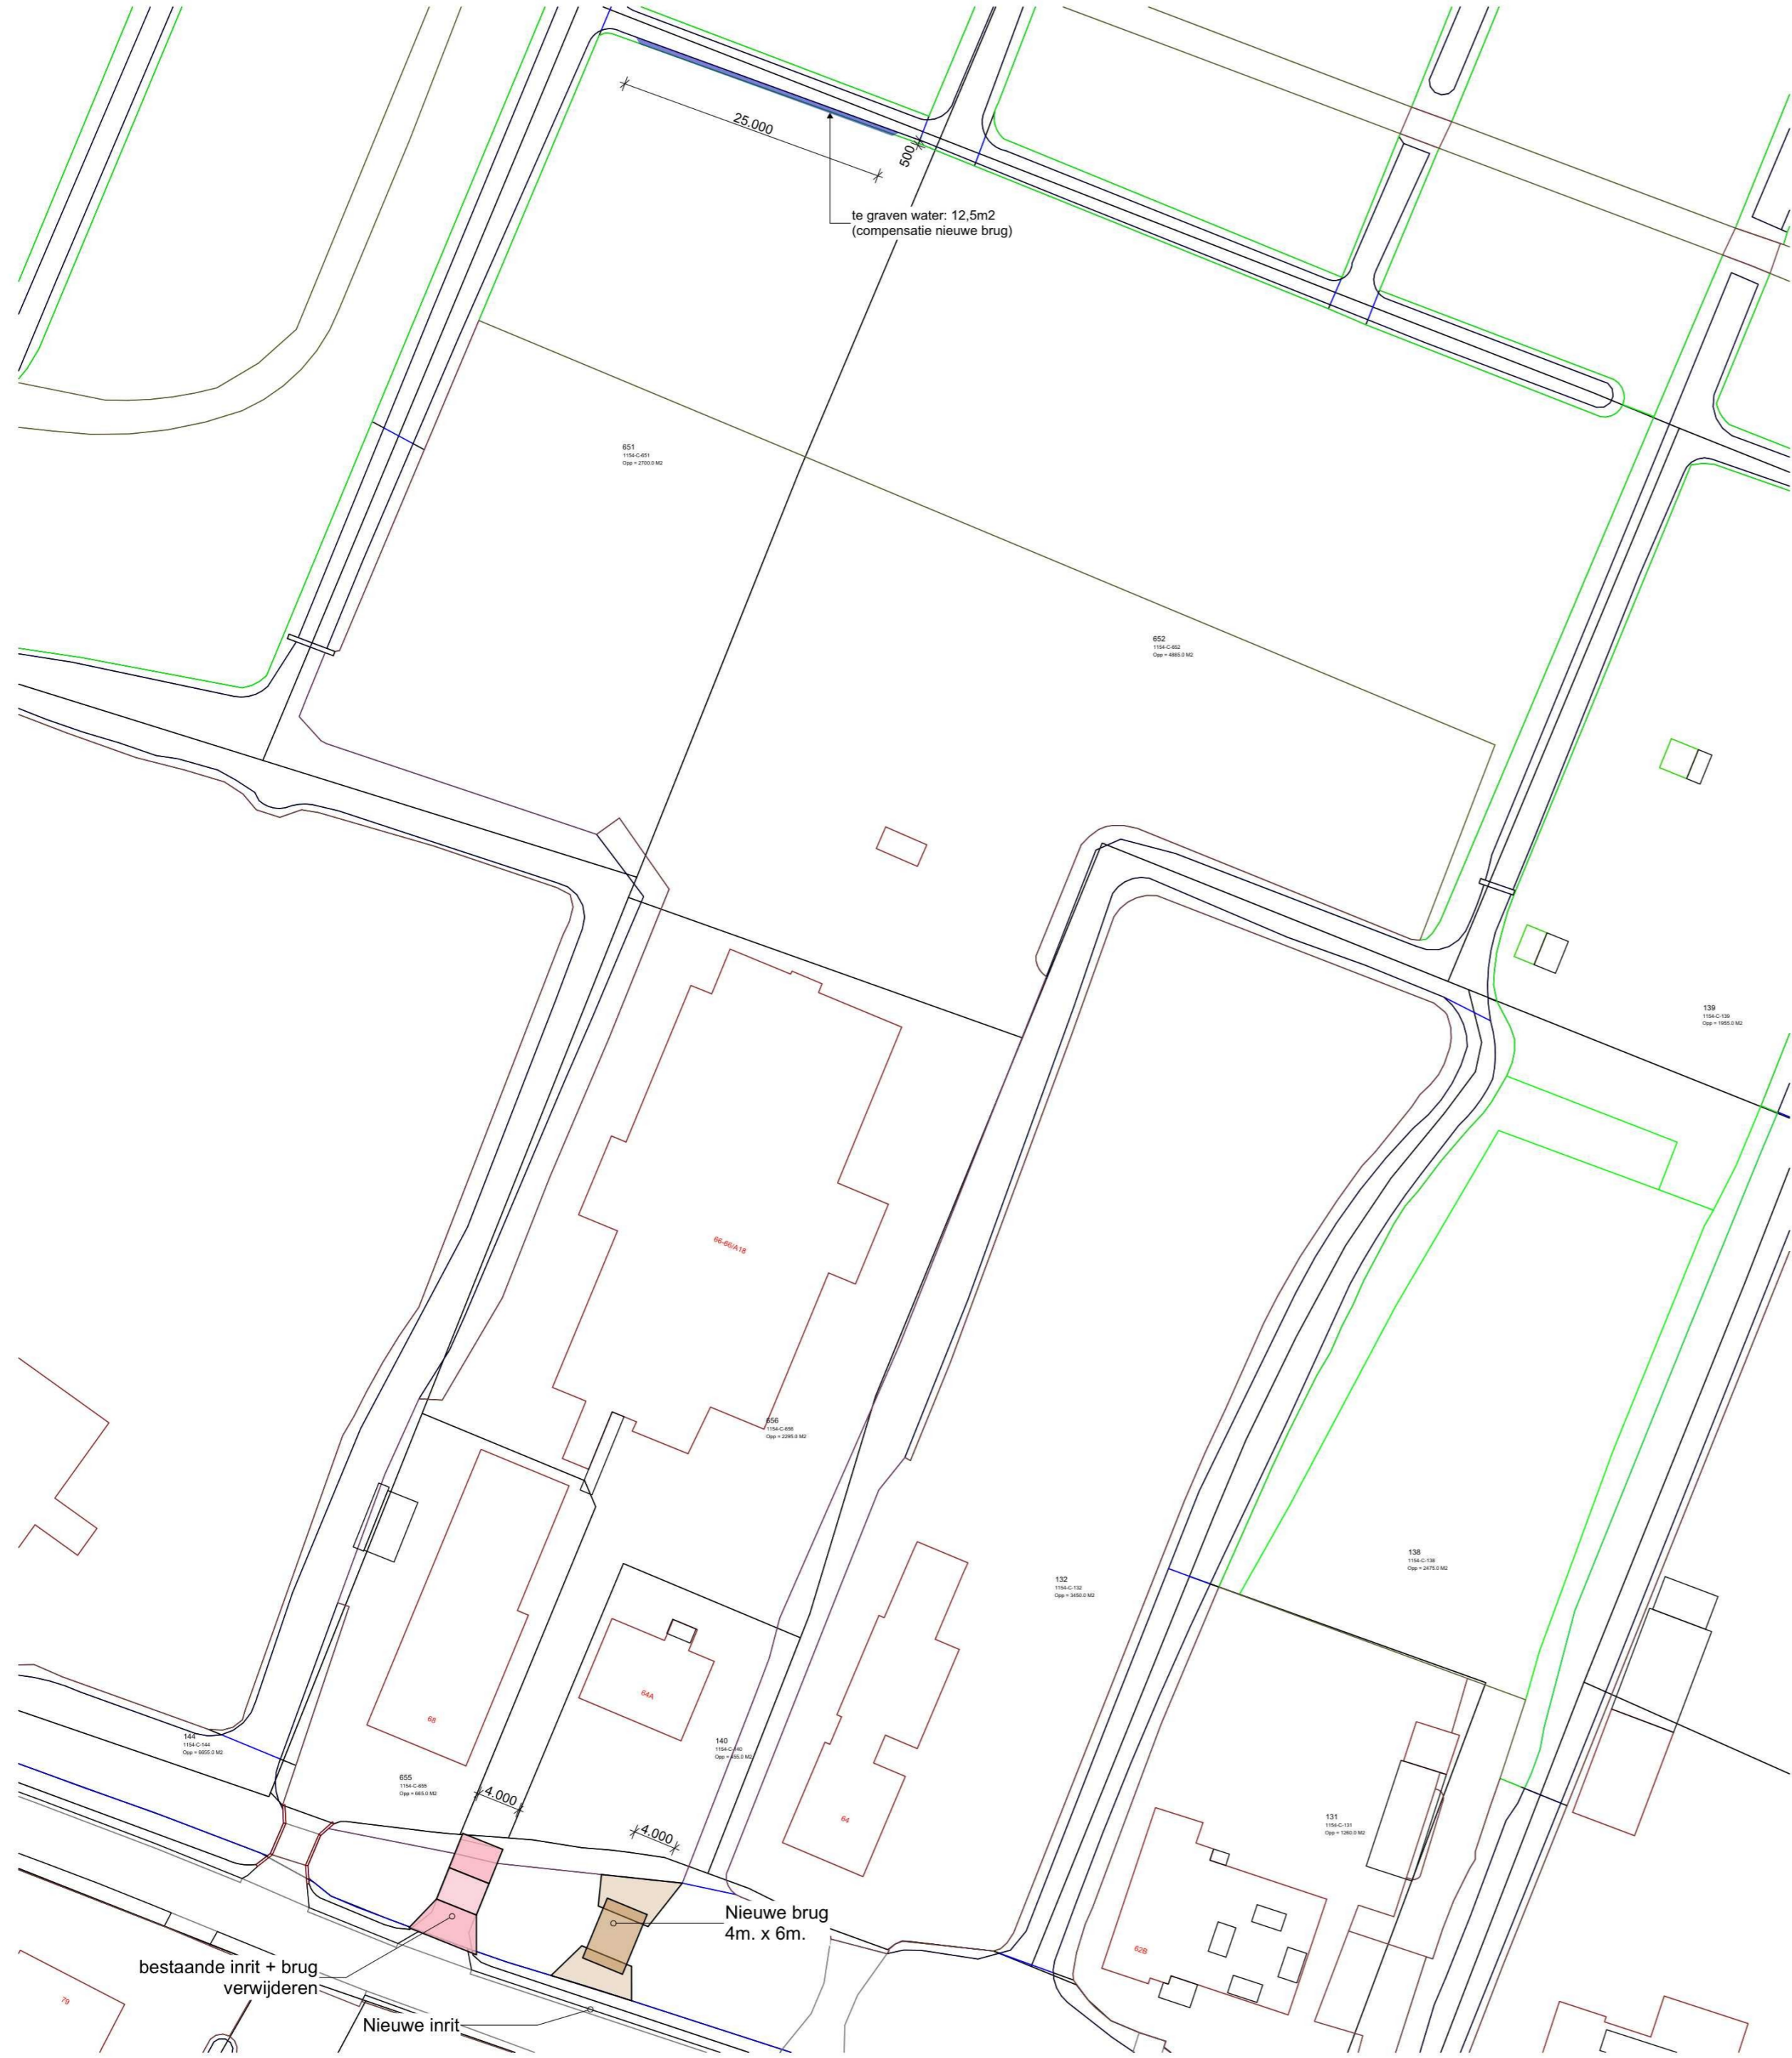 25.000
500
te graven water: 12,5m2
(compensatie nieuwe brug)
651
1154-C-651
Opp = 2700.0 M2
652
1154-C-652
Opp = 4865.0 M2
139
1154-C-139
Opp = 1955.0 M2
66-66/A18
656
1154-C-656
Opp = 2295.0 M2
138
1154-C-138
Opp = 2475.0 M2
132
1154-C-132
Opp = 3450.0 M2
64A
68
144
1154-C-144
Opp = 6655.0 M2
140
1154-C-140
Opp = 455.0 M2
655
1154-C-655
Opp = 665.0 M2
4.000
4.000
64
131
1154-C-131
Opp = 1260.0 M2
Nieuwe brug
4m. x 6m.
62B
bestaande inrit + brug
verwijderen
79
Nieuwe inrit